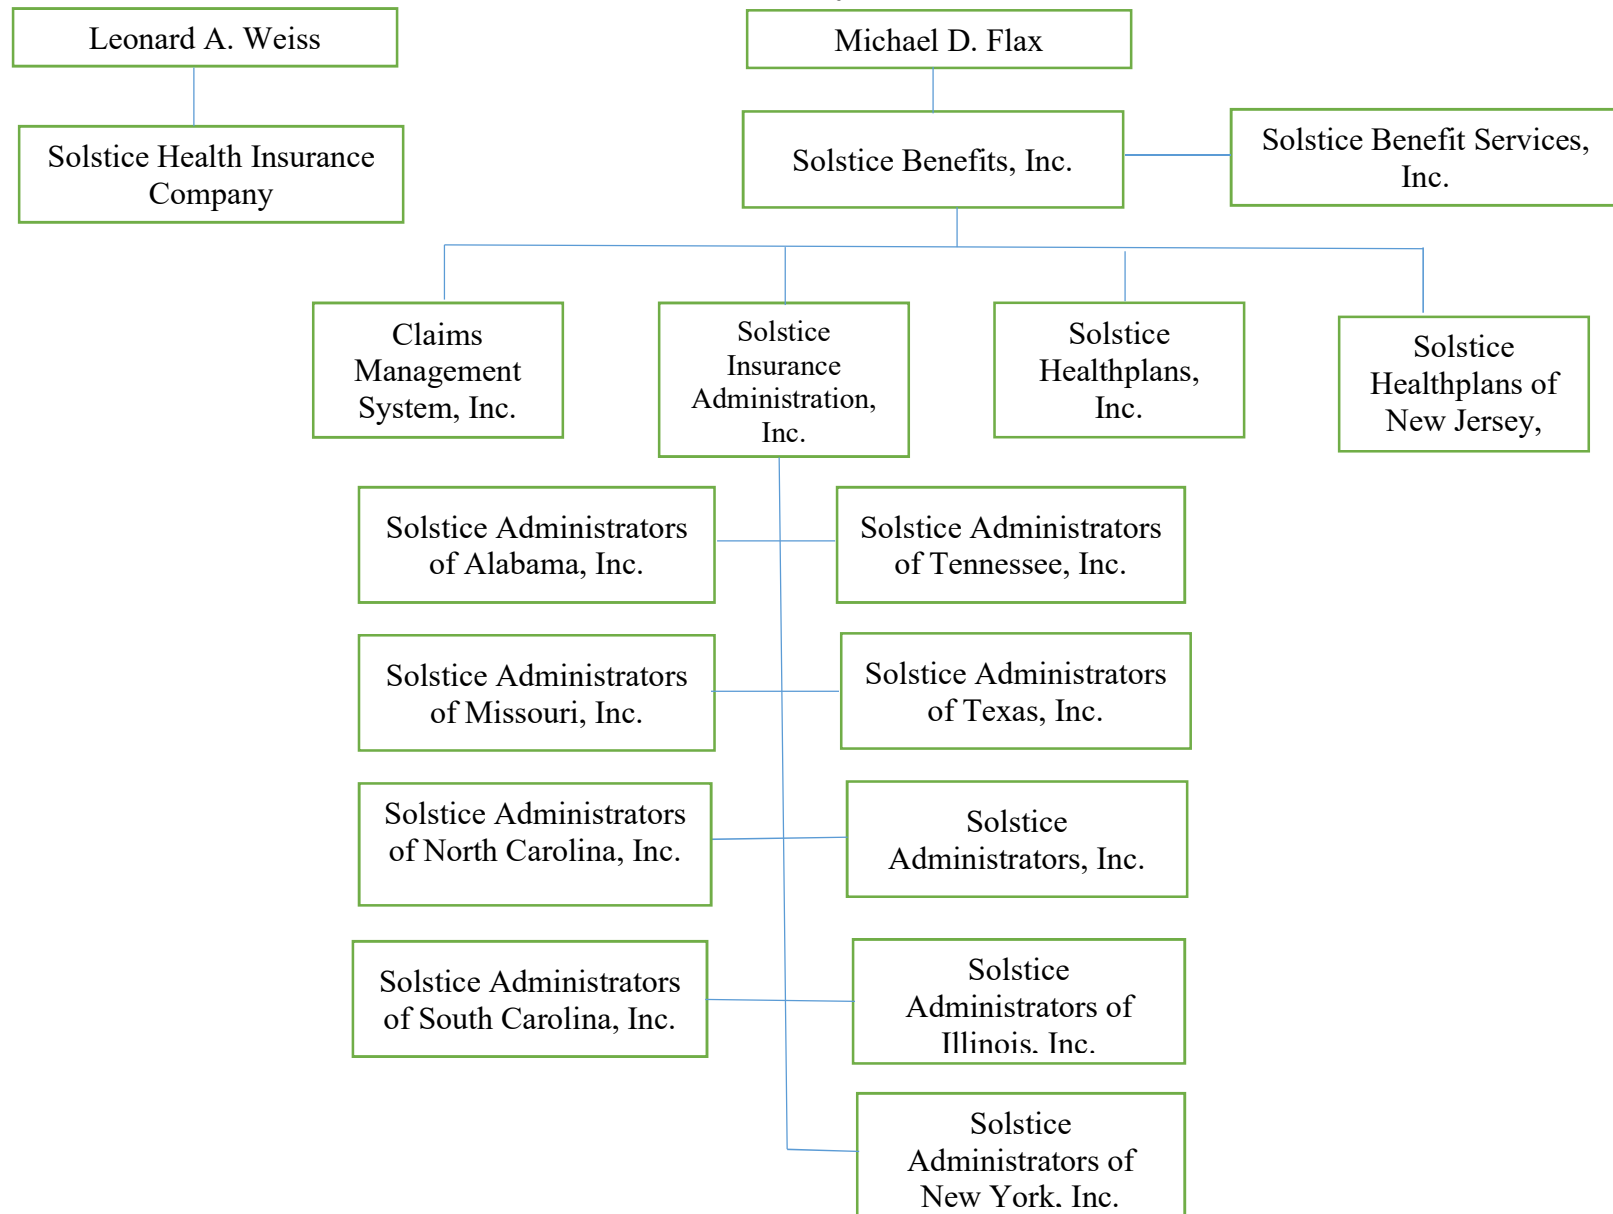 Leonard A. Weiss
Michael D. Flax
Solstice Health Insurance
Company
Solstice Benefits, Inc.
Solstice Benefit Services,
Inc.
Claims
Management
System, Inc.
Solstice
Insurance
Administration,
Inc.
Solstice
Healthplans,
Inc.
Solstice
Healthplans of
New Jersey,
Solstice Administrators
of Alabama, Inc.
Solstice Administrators
of Tennessee, Inc.
Solstice Administrators
of Missouri, Inc.
Solstice Administrators
of Texas, Inc.
Solstice Administrators
of North Carolina, Inc.
Solstice
Administrators, Inc.
Solstice Administrators
of South Carolina, Inc.
Solstice
Administrators of
Illinois, Inc.
Solstice
Administrators of
New York, Inc.